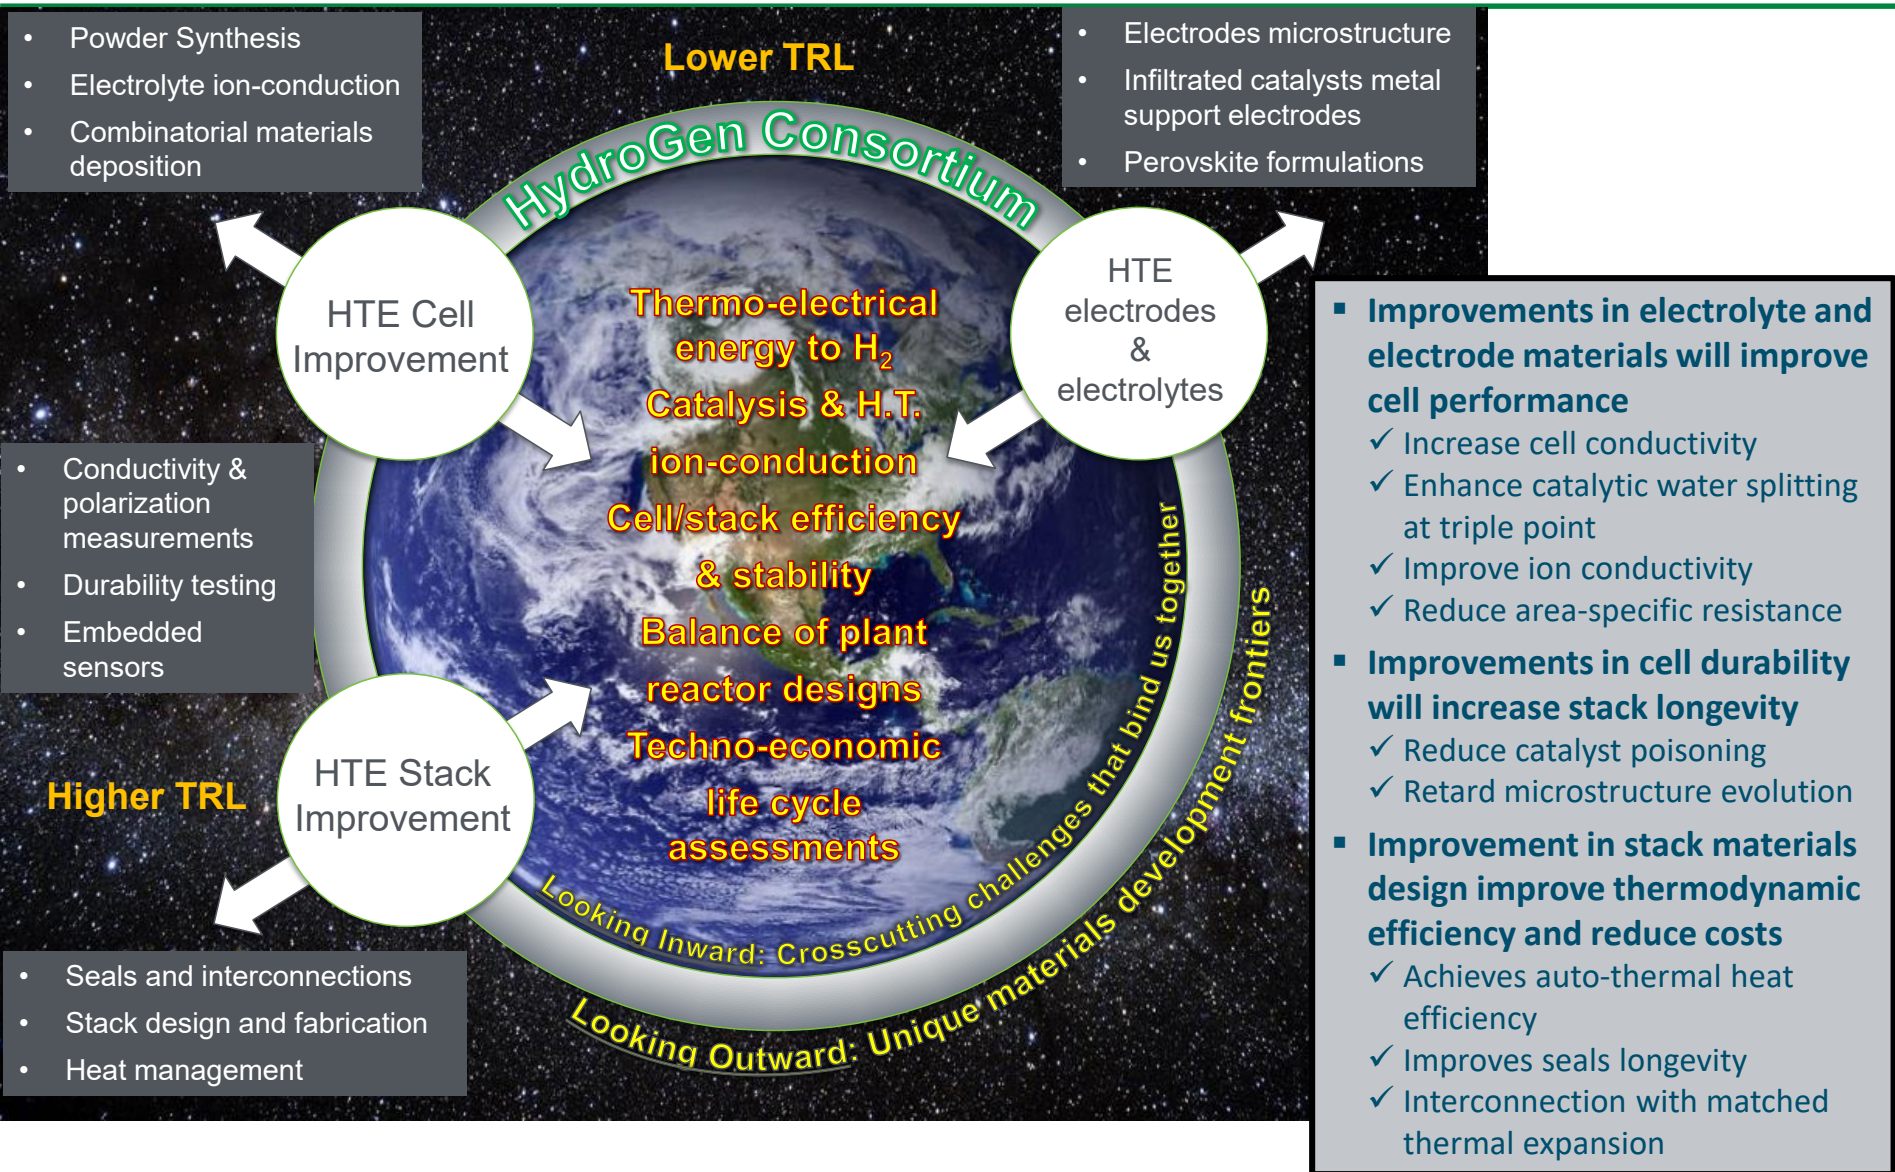 • Powder Synthesis
• Electrolyte ion-conduction
• Combinatorial materials
deposition
Lower TRL
• Electrodes microstructure
• Infiltrated catalysts metal
support electrodes
• Perovskite formulations
HydroGen Consortium
HTE Cell
Improvement
HTE
electrodes
&
electrolytes
Thermo-electrical
energy to H₂
Catalysis & H.T.
ion-conduction
Cell/stack efficiency
& stability
Balance of plant
reactor designs
Techno-economic
life cycle
assessments
• Conductivity &
polarization
measurements
• Durability testing
• Embedded
sensors
Higher TRL
HTE Stack
Improvement
• Seals and interconnections
• Stack design and fabrication
• Heat management
Looking Inward: Crosscutting challenges that bind us together
Looking Outward: Unique materials development frontiers
▪ Improvements in electrolyte and
electrode materials will improve
cell performance
✓ Increase cell conductivity
✓ Enhance catalytic water splitting
at triple point
✓ Improve ion conductivity
✓ Reduce area-specific resistance
▪ Improvements in cell durability
will increase stack longevity
✓ Reduce catalyst poisoning
✓ Retard microstructure evolution
▪ Improvement in stack materials
design improve thermodynamic
efficiency and reduce costs
✓ Achieves auto-thermal heat
efficiency
✓ Improves seals longevity
✓ Interconnection with matched
thermal expansion